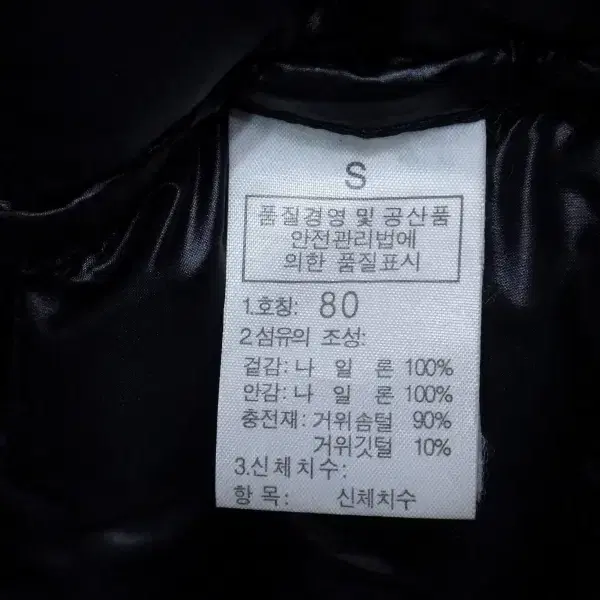 S
품질경영 및 공산품
안전관리법에
의한 품질표시
1.호칭: 80
2섬유의 조성:
겉감: 나 일 론 100%
안감: 나 일 론 100%
충전재: 거위솜털 90%
거위깃털 10%
3.신체치수:
항 목: 신체치수